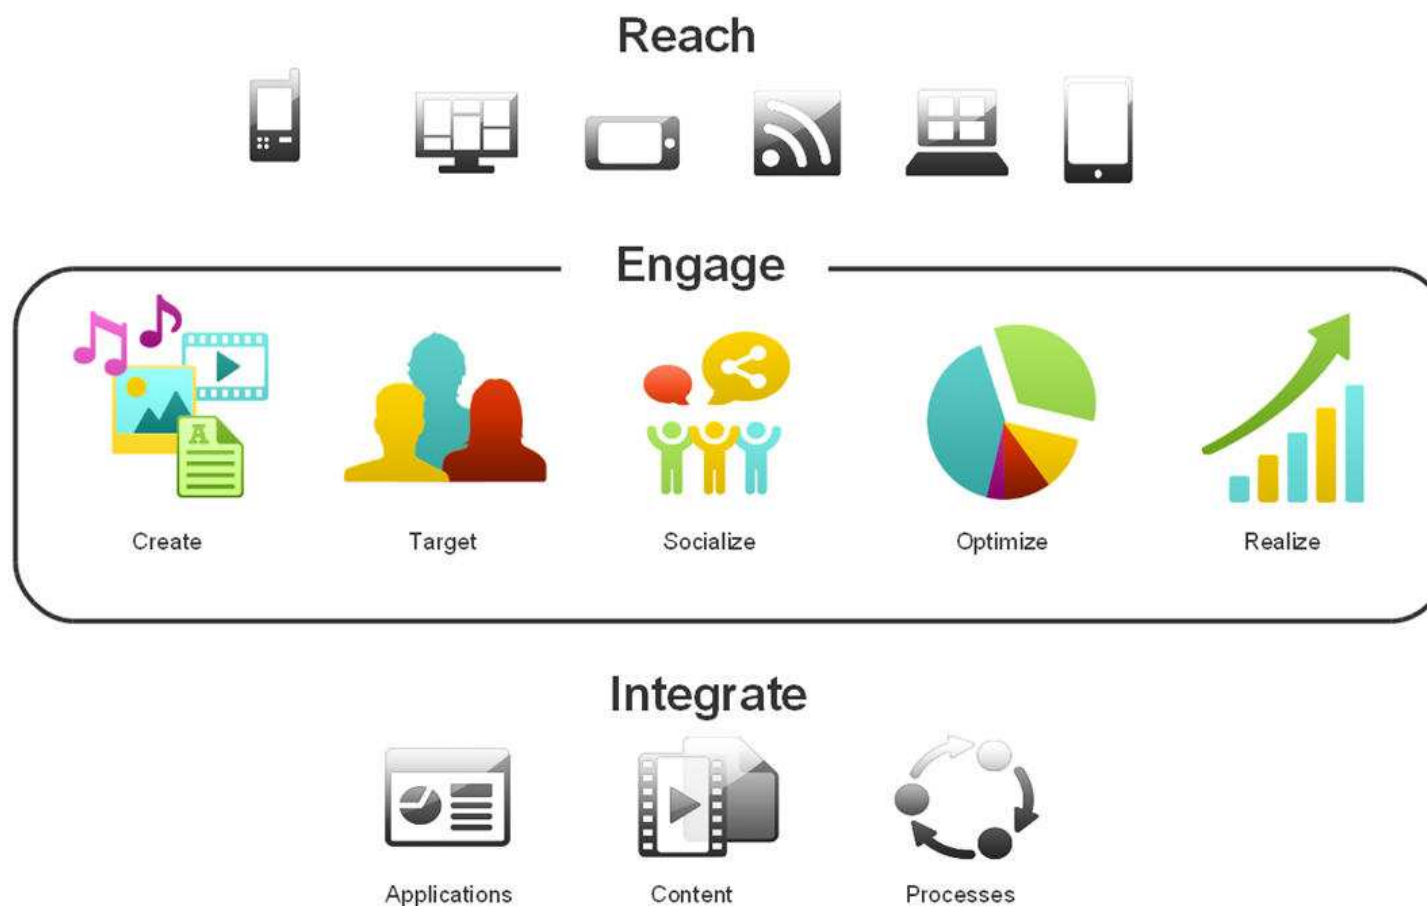 Reach
Engage
Create Target Socialize Optimize Realize
A
Integrate
Applications Content Processes